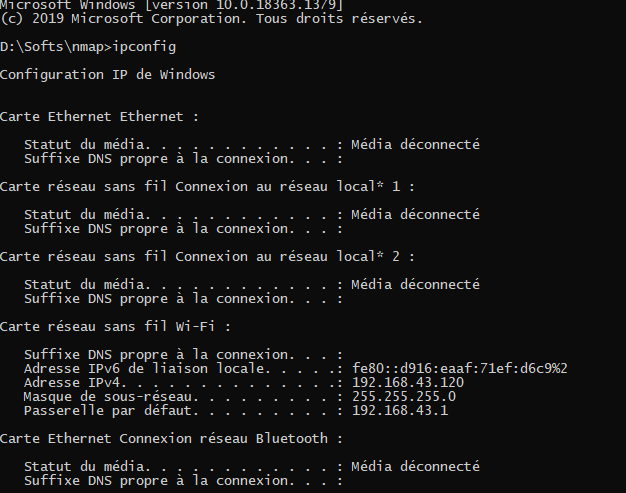 Microsoft Windows [version 10.0.18363.1379]
(c) 2019 Microsoft Corporation. Tous droits réservés.
D:\Softs\nmap>ipconfig
Configuration IP de Windows
Carte Ethernet Ethernet :
Statut du média. . . . . . . . . . . . : Média déconnecté
Suffixe DNS propre à la connexion. . . :
Carte réseau sans fil Connexion au réseau local* 1 :
Statut du média. . . . . . . . . . . . : Média déconnecté
Suffixe DNS propre à la connexion. . . :
Carte réseau sans fil Connexion au réseau local* 2 :
Statut du média. . . . . . . . . . . . : Média déconnecté
Suffixe DNS propre à la connexion. . . :
Carte réseau sans fil Wi-Fi :
Suffixe DNS propre à la connexion. . . :
Adresse IPv6 de liaison locale. . . . .: fe80::d916:eaaf:71ef:d6c9%2
Adresse IPv4. . . . . . . . . . . . . .: 192.168.43.120
Masque de sous-réseau. . . . . . . . . : 255.255.255.0
Passerelle par défaut. . . . . . . . . : 192.168.43.1
Carte Ethernet Connexion réseau Bluetooth :
Statut du média. . . . . . . . . . . . : Média déconnecté
Suffixe DNS propre à la connexion. . . :